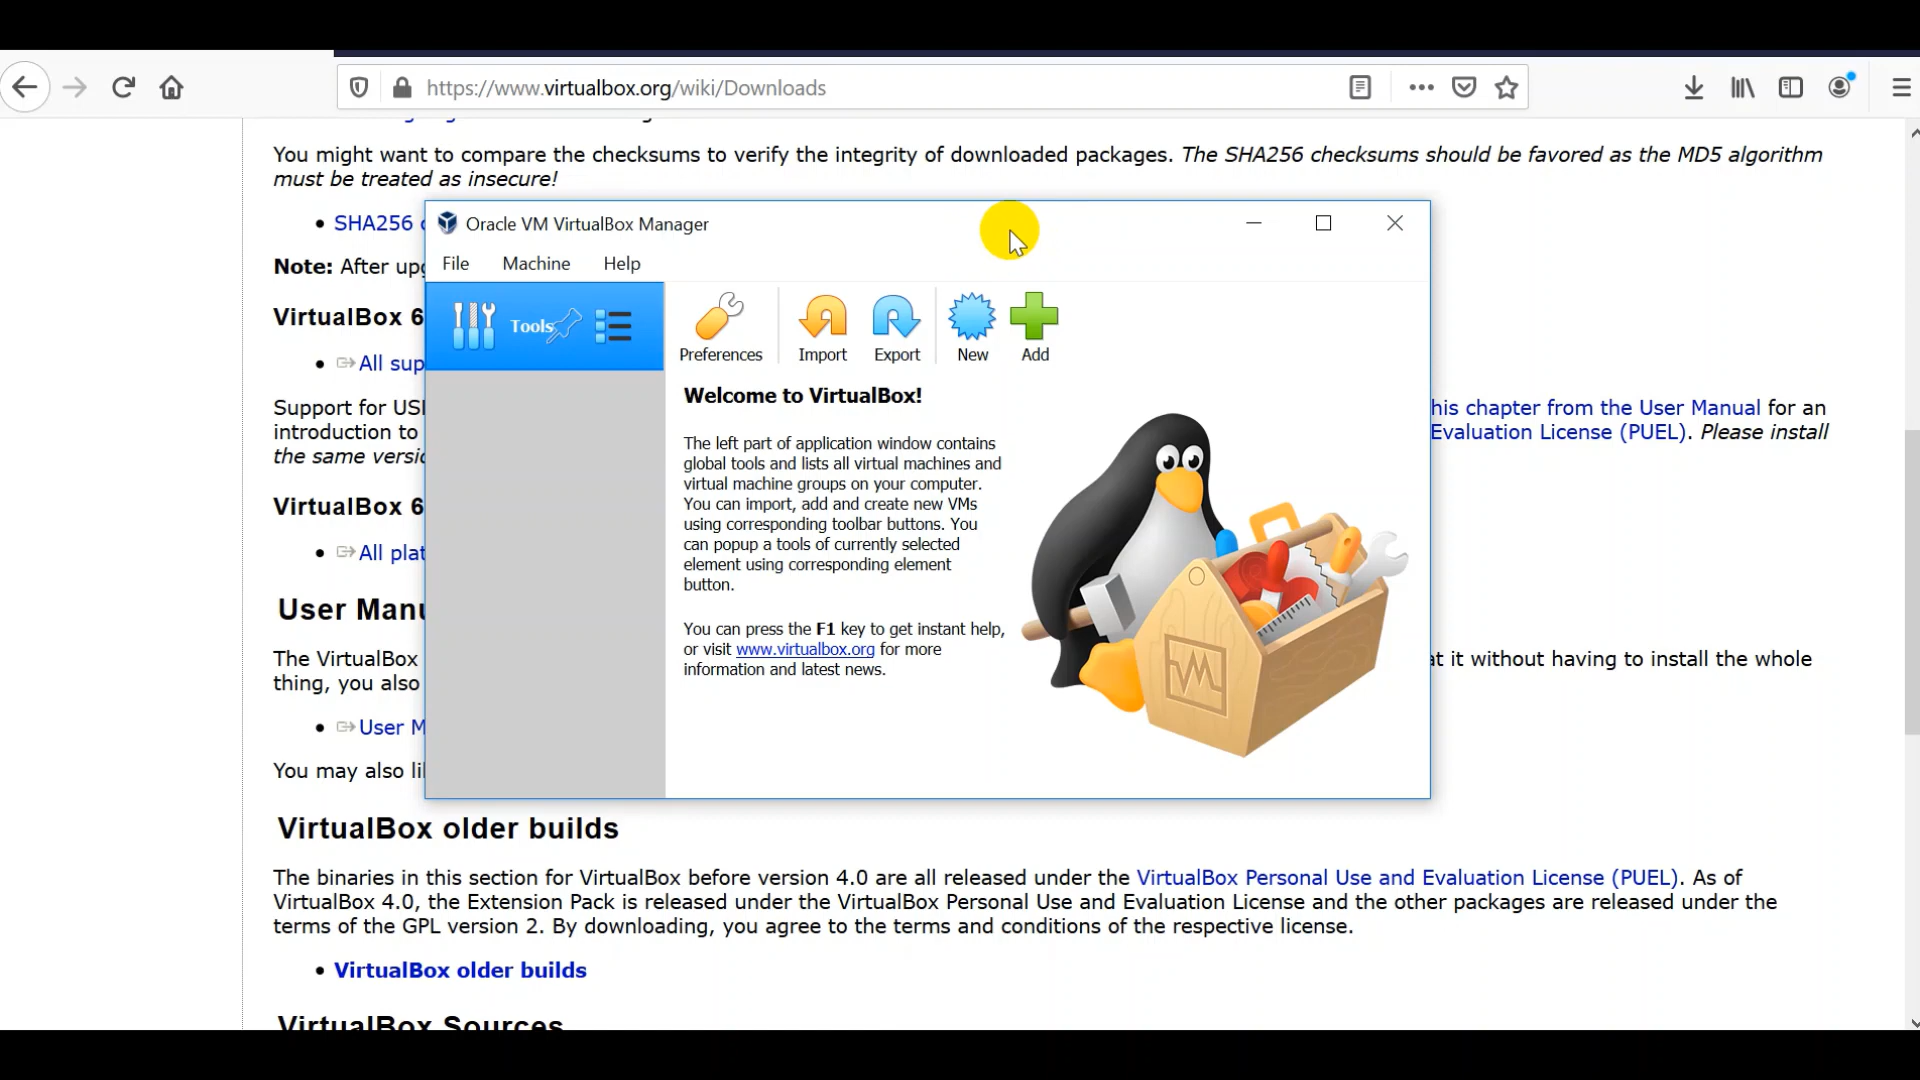 https://www.virtualbox.org/wiki/Downloads
You might want to compare the checksums to verify the integrity of downloaded packages. The SHA256 checksums should be favored as the MD5 algorithm
must be treated as insecure!
SHA256
Oracle VM VirtualBox Manager
Note: After
File Machine Help
VirtualBox 6
Tools
Preferences Import Export New Add
All
Welcome to VirtualBox!
Support for
his chapter from the User Manual for an
introduction to
Evaluation License (PUEL). Please install
the same
The left part of application window contains
global tools and lists all virtual machines and
virtual machine groups on your computer.
You can import, add and create new VMs
using corresponding toolbar buttons. You
can popup a tools of currently selected
element using corresponding element
button.
VirtualBox 6
All
User
You can press the F1 key to get instant help,
or visit www.virtualbox.org for more
information and latest news.
The VirtualBox
it without having to install the whole
thing, you also
User
You may also
VirtualBox older builds
The binaries in this section for VirtualBox before version 4.0 are all released under the VirtualBox Personal Use and Evaluation License (PUEL). As of
VirtualBox 4.0, the Extension Pack is released under the VirtualBox Personal Use and Evaluation License and the other packages are released under the
terms of the GPL version 2. By downloading, you agree to the terms and conditions of the respective license.
VirtualBox older builds
VirtualBox Sources